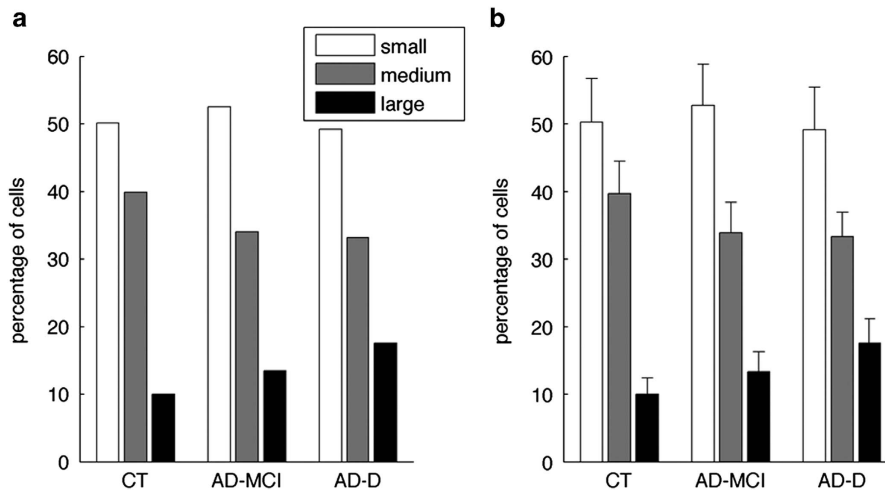 a
small
medium
large
percentage of cells
60
50
40
30
20
10
0
CT AD-MCI AD-D
b
percentage of cells
60
50
40
30
20
10
0
CT AD-MCI AD-D